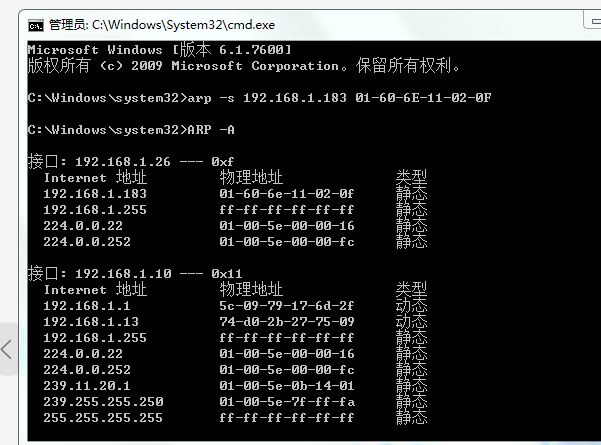 管理员: C:\Windows\System32\cmd.exe
Microsoft Windows [版本 6.1.7600]
版权所有 (c) 2009 Microsoft Corporation。保留所有权利。
C:\Windows\system32>arp -s 192.168.1.183 01-60-6E-11-02-0F
C:\Windows\system32>ARP -A
接口: 192.168.1.26 --- 0xf
Internet 地址 物理地址 类型
192.168.1.183 01-60-6e-11-02-0f 静态
192.168.1.255 ff-ff-ff-ff-ff-ff 静态
224.0.0.22 01-00-5e-00-00-16 静态
224.0.0.252 01-00-5e-00-00-fc 静态
接口: 192.168.1.10 --- 0x11
Internet 地址 物理地址 类型
192.168.1.1 5c-09-79-17-6d-2f 动态
192.168.1.13 74-d0-2b-27-75-09 动态
192.168.1.255 ff-ff-ff-ff-ff-ff 静态
224.0.0.22 01-00-5e-00-00-16 静态
224.0.0.252 01-00-5e-00-00-fc 静态
239.11.20.1 01-00-5e-0b-14-01 静态
239.255.255.250 01-00-5e-7f-ff-fa 静态
255.255.255.255 ff-ff-ff-ff-ff-ff 静态